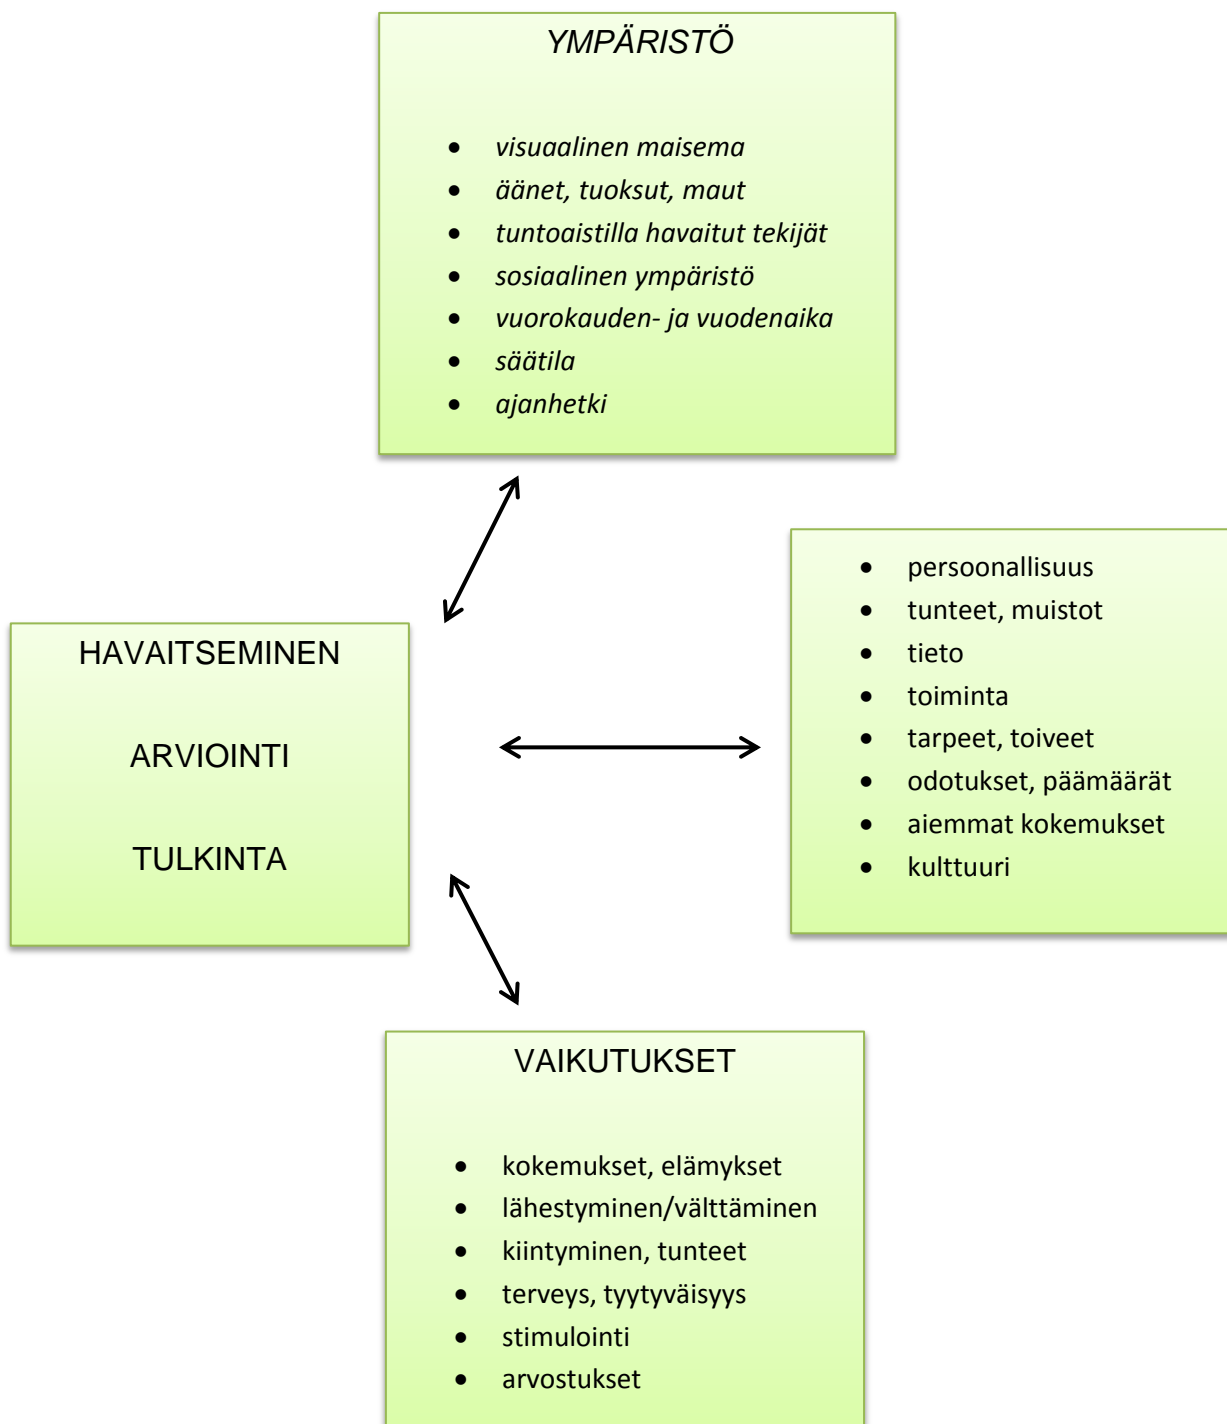 YMPÄRISTÖ
• visuaalinen maisema
• äänet, tuoksut, maut
• tuntoaistilla havaitut tekijät
• sosiaalinen ympäristö
• vuorokauden- ja vuodenaika
• säätila
• ajanhetki
HAVAITSEMINEN
ARVIOINTI
TULKINTA
• persoonallisuus
• tunteet, muistot
• tieto
• toiminta
• tarpeet, toiveet
• odotukset, päämäärät
• aiemmat kokemukset
• kulttuuri
VAIKUTUKSET
• kokemukset, elämykset
• lähestyminen/välttäminen
• kiintyminen, tunteet
• terveys, tyytyväisyys
• stimulointi
• arvostukset